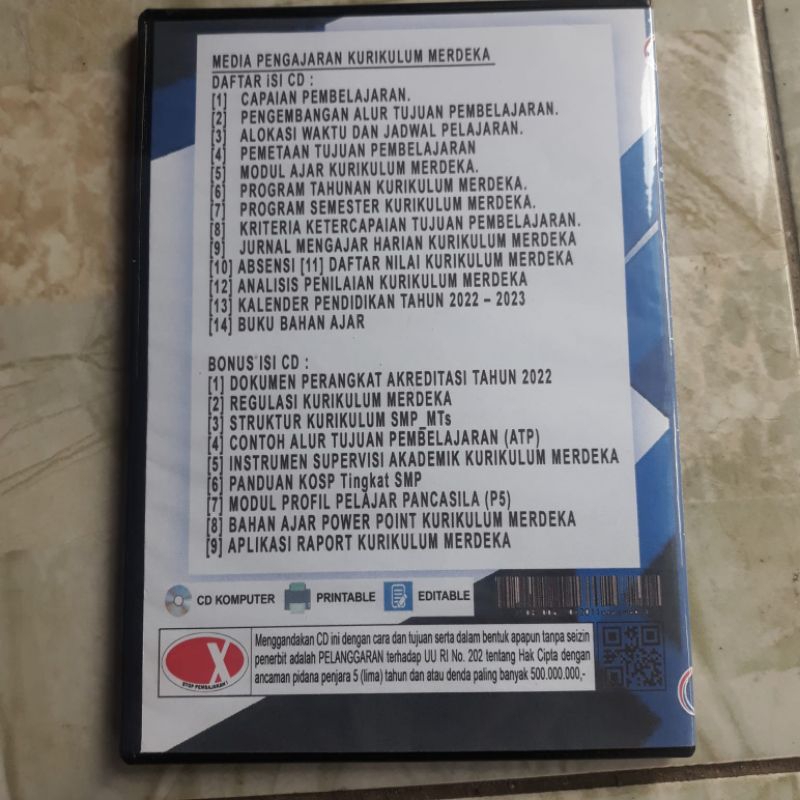 MEDIA PENGAJARAN KURIKULUM MERDEKA
DAFTAR iSI CD :
[1] CAPAIAN PEMBELAJARAN.
[2] PENGEMBANGAN ALUR TUJUAN PEMBELAJARAN.
[3] ALOKASI WAKTU DAN JADWAL PELAJARAN.
[4] PEMETAAN TUJUAN PEMBELAJARAN
[5] MODUL AJAR KURIKULUM MERDEKA.
[6] PROGRAM TAHUNAN KURIKULUM MERDEKA.
[7] PROGRAM SEMESTER KURIKULUM MERDEKA.
[8] KRITERIA KETERCAPAIAN TUJUAN PEMBELAJARAN.
[9] JURNAL MENGAJAR HARIAN KURIKULUM MERDEKA
[10] ABSENSI [11] DAFTAR NILAI KURIKULUM MERDEKA
[12] ANALISIS PENILAIAN KURIKULUM MERDEKA
[13] KALENDER PENDIDIKAN TAHUN 2022 – 2023
[14] BUKU BAHAN AJAR
BONUS ISI CD :
[1] DOKUMEN PERANGKAT AKREDITASI TAHUN 2022
[2] REGULASI KURIKULUM MERDEKA
[3] STRUKTUR KURIKULUM SMP_MTs
[4] CONTOH ALUR TUJUAN PEMBELAJARAN (ATP)
[5] INSTRUMEN SUPERVISI AKADEMIK KURIKULUM MERDEKA
[6] PANDUAN KOSP Tingkat SMP
[7] MODUL PROFIL PELAJAR PANCASILA (P5)
[8] BAHAN AJAR POWER POINT KURIKULUM MERDEKA
[9] APLIKASI RAPORT KURIKULUM MERDEKA
CD KOMPUTER PRINTABLE EDITABLE
X
STOP PEMBAJAKAN !
Menggandakan CD ini dengan cara dan tujuan serta dalam bentuk apapun tanpa seizin
penerbit adalah PELANGGARAN terhadap UU RI No. 202 tentang Hak Cipta dengan
ancaman pidana penjara 5 (lima) tahun dan atau denda paling banyak 500.000.000,-